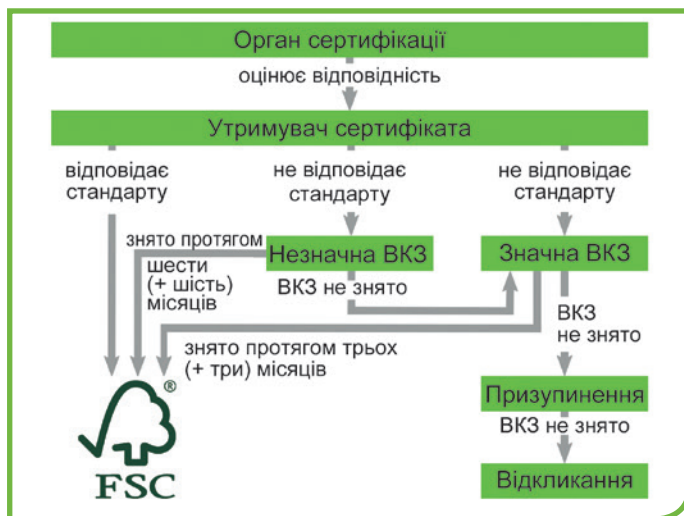 Орган сертифікації
оцінює відповідність
Утримувач сертифіката
відповідає
стандарту
не відповідає
стандарту
не відповідає
стандарту
знято протягом
шести
(+ шість)
місяців
Незначна ВКЗ
Значна ВКЗ
ВКЗ не знято
ВКЗ
не знято
знято протягом трьох
(+ три) місяців
Призупинення
ВКЗ не знято
Відкликання
®
FSC